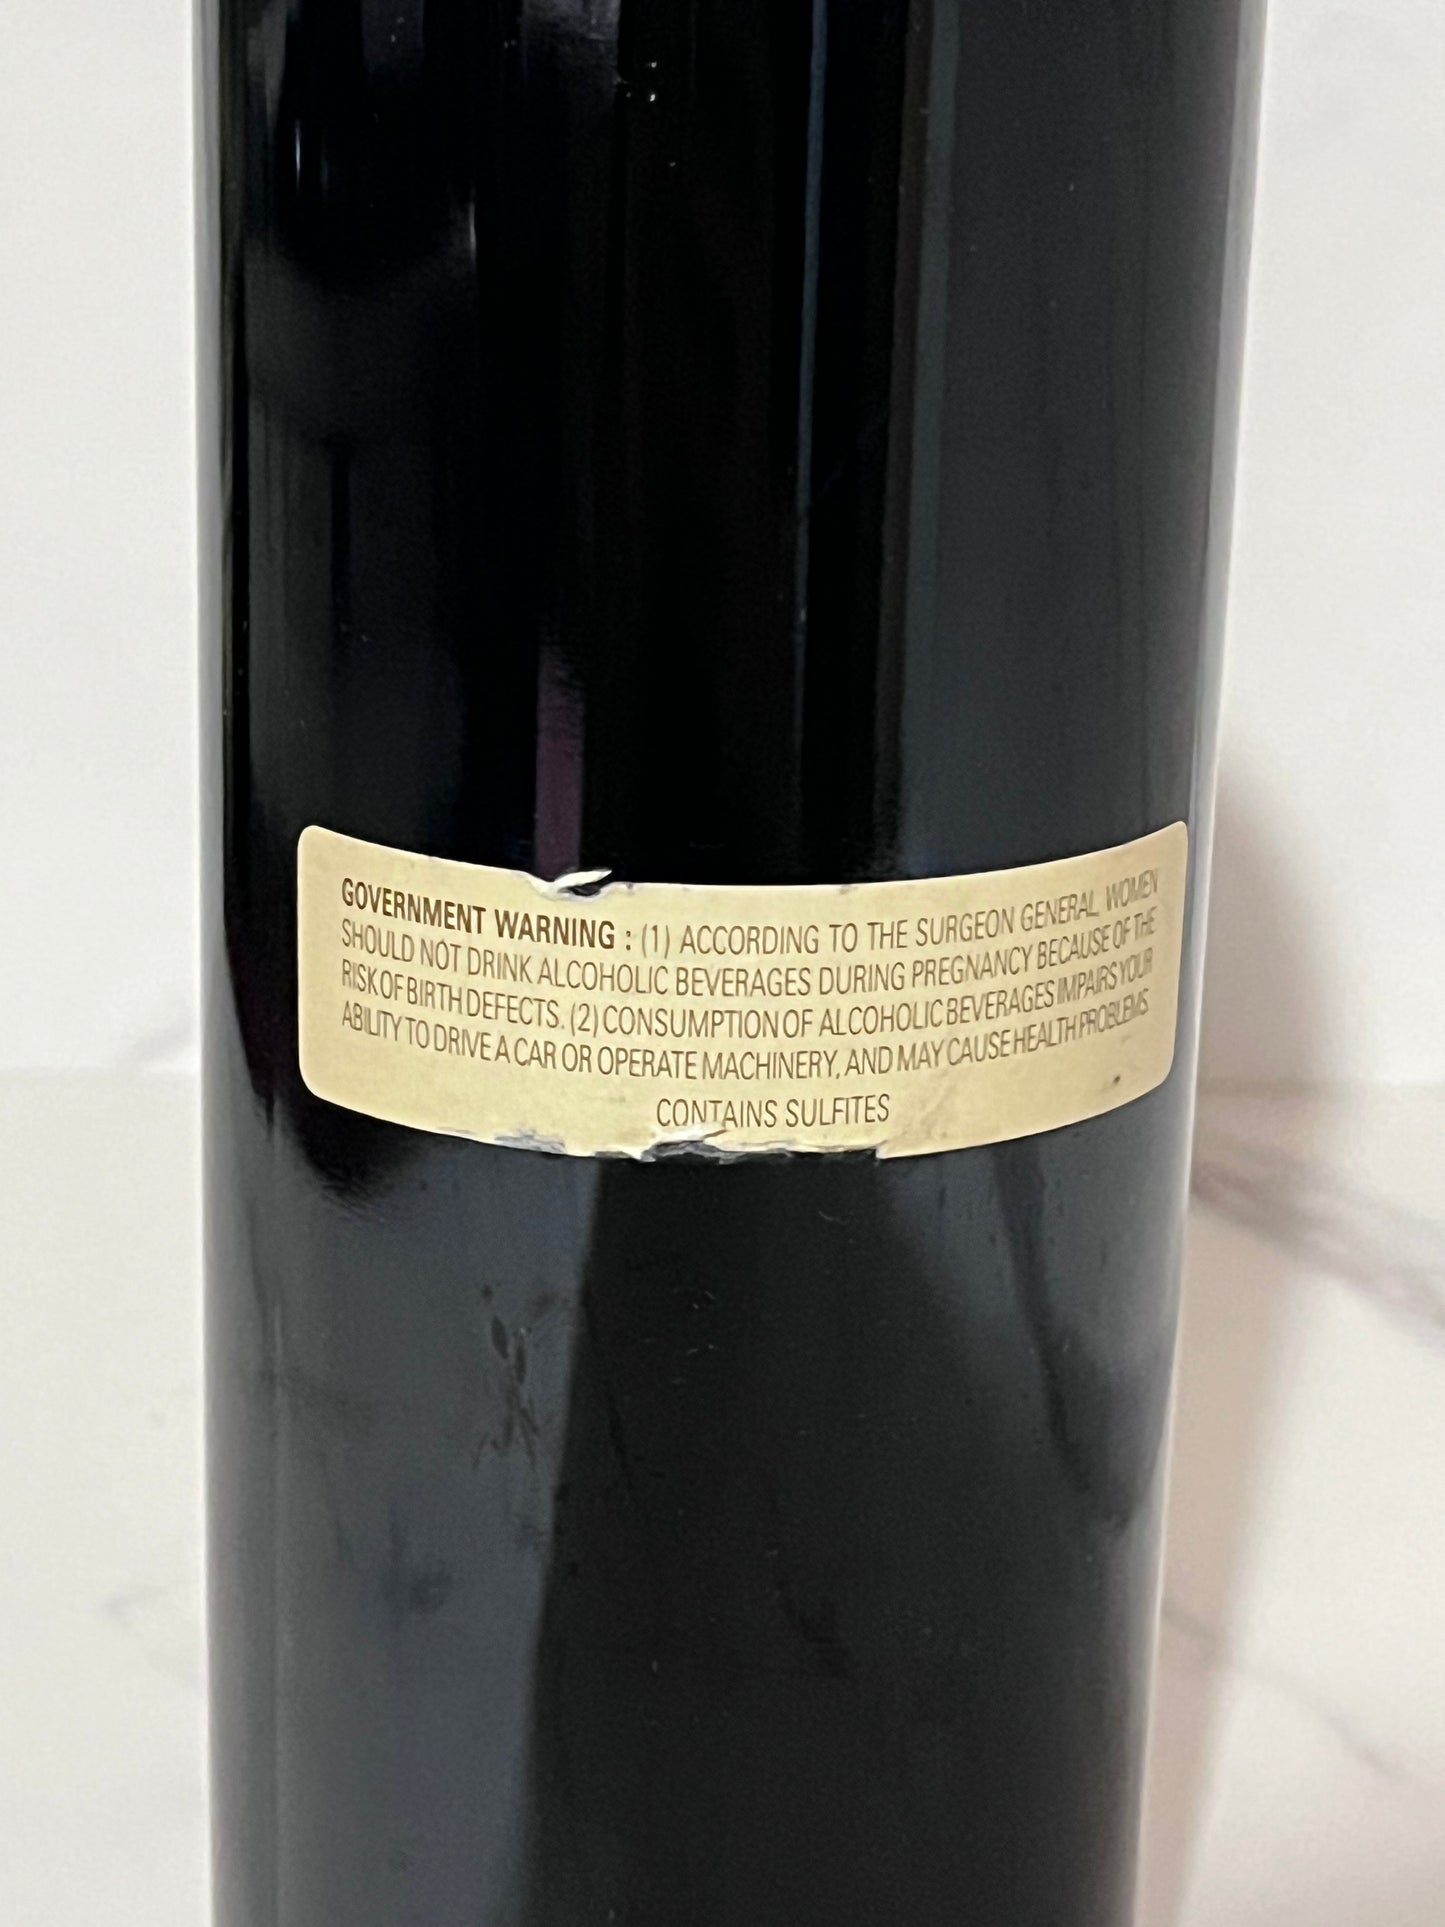 GOVERNMENT WARNING : (1) ACCORDING TO THE SURGEON GENERAL, WOMEN
SHOULD NOT DRINK ALCOHOLIC BEVERAGES DURING PREGNANCY BECAUSE OF THE
RISK OF BIRTH DEFECTS. (2) CONSUMPTION OF ALCOHOLIC BEVERAGES IMPAIRS YOUR
ABILITY TO DRIVE A CAR OR OPERATE MACHINERY, AND MAY CAUSE HEALTH PROBLEMS
CONTAINS SULFITES